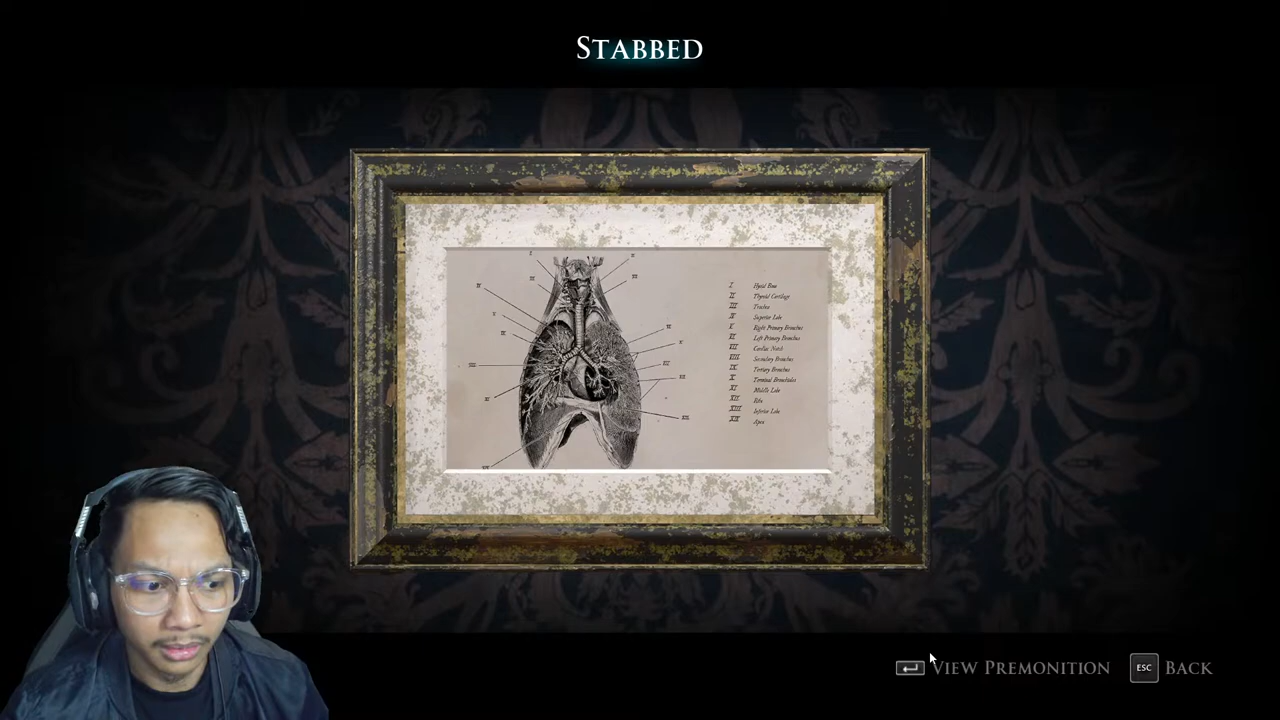 STABBED
I Hyoid Bone
II Thyroid Cartilage
III Trachea
IV Superior Lobe
V Right Primary Bronchus
VI Left Primary Bronchus
VII Cardiac Notch
VIII Secondary Bronchus
IX Tertiary Bronchus
X Terminal Bronchioles
XI Middle Lobe
XII Ribs
XIII Inferior Lobe
XIV Apex
VIEW PREMONITION
ESC BACK